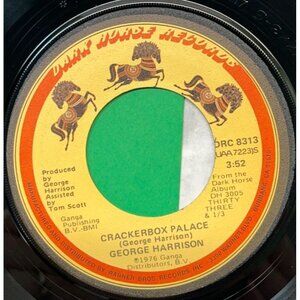 DARK HORSE RECORDS
DRC 8313
(UAA7223)S
3:52
Produced by
George
Harrison
Assisted
by
Tom Scott
From the
Dark Horse
Album
DH 3005
THIRTY
THREE
& 1/3
Ganga
Publishing
B.V.-BMI
CRACKERBOX PALACE
(George Harrison)
GEORGE HARRISON
©1976 Ganga
Distributors, B.V.